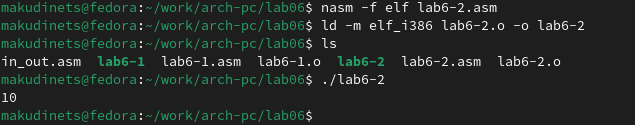 makudinets@fedora:~/work/arch-pc/lab06$ nasm -f elf lab6-2.asm
makudinets@fedora:~/work/arch-pc/lab06$ ld -m elf_i386 lab6-2.o -o lab6-2
makudinets@fedora:~/work/arch-pc/lab06$ ls
in_out.asm  lab6-1  lab6-1.asm  lab6-1.o  lab6-2  lab6-2.asm  lab6-2.o
makudinets@fedora:~/work/arch-pc/lab06$ ./lab6-2
10
makudinets@fedora:~/work/arch-pc/lab06$